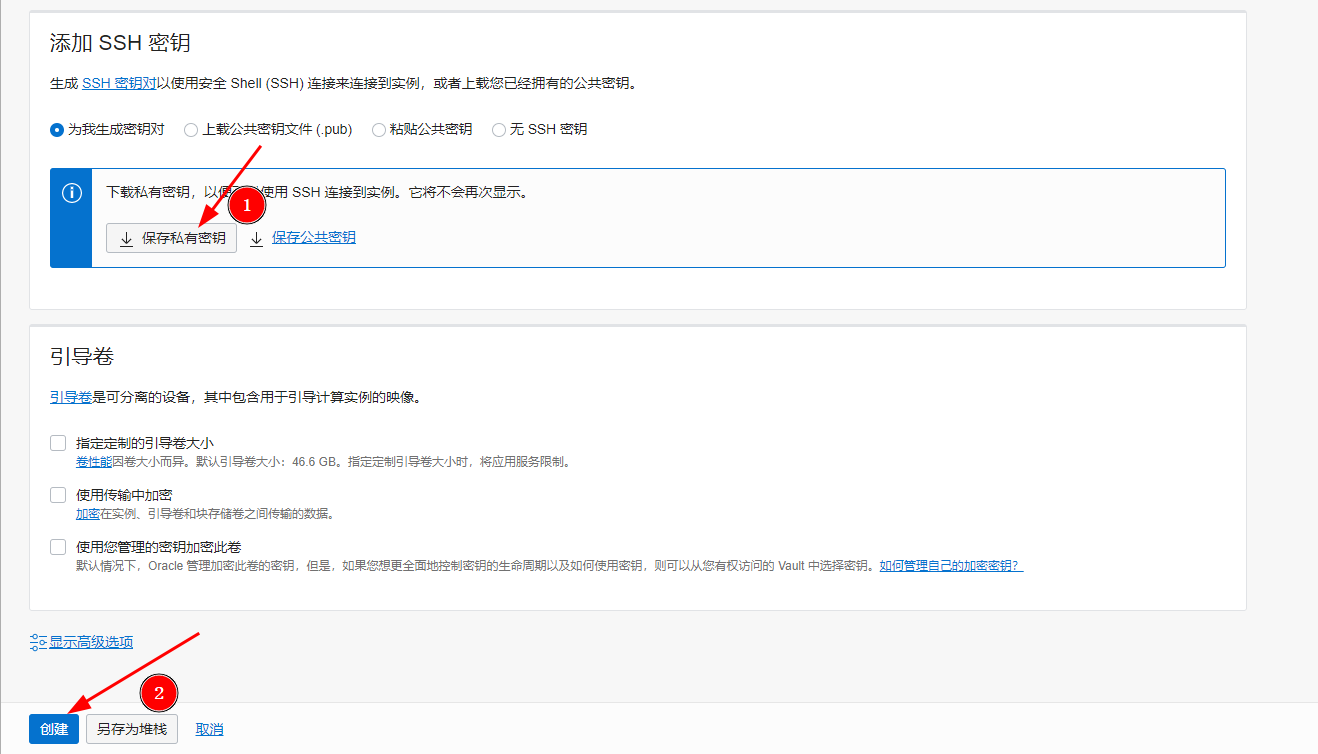 添加 SSH 密钥
生成 SSH 密钥对以使用安全 Shell (SSH) 连接来连接到实例，或者上载您已经拥有的公共密钥。
为我生成密钥对 上载公共密钥文件 (.pub) 粘贴公共密钥 无 SSH 密钥
下载私有密钥，以便使用 SSH 连接到实例。它将不会再次显示。
1
保存私有密钥 保存公共密钥
引导卷
引导卷是可分离的设备，其中包含用于引导计算实例的映像。
指定定制的引导卷大小
卷性能因卷大小而异。默认引导卷大小：46.6 GB。指定定制引导卷大小时，将应用服务限制。
使用传输中加密
加密在实例、引导卷和块存储卷之间传输的数据。
使用您管理的密钥加密此卷
默认情况下，Oracle 管理加密此卷的密钥，但是，如果您想更全面地控制密钥的生命周期以及如何使用密钥，则可以从您有权访问的 Vault 中选择密钥。如何管理自己的加密密钥？
显示高级选项
2
创建 另存为堆栈 取消